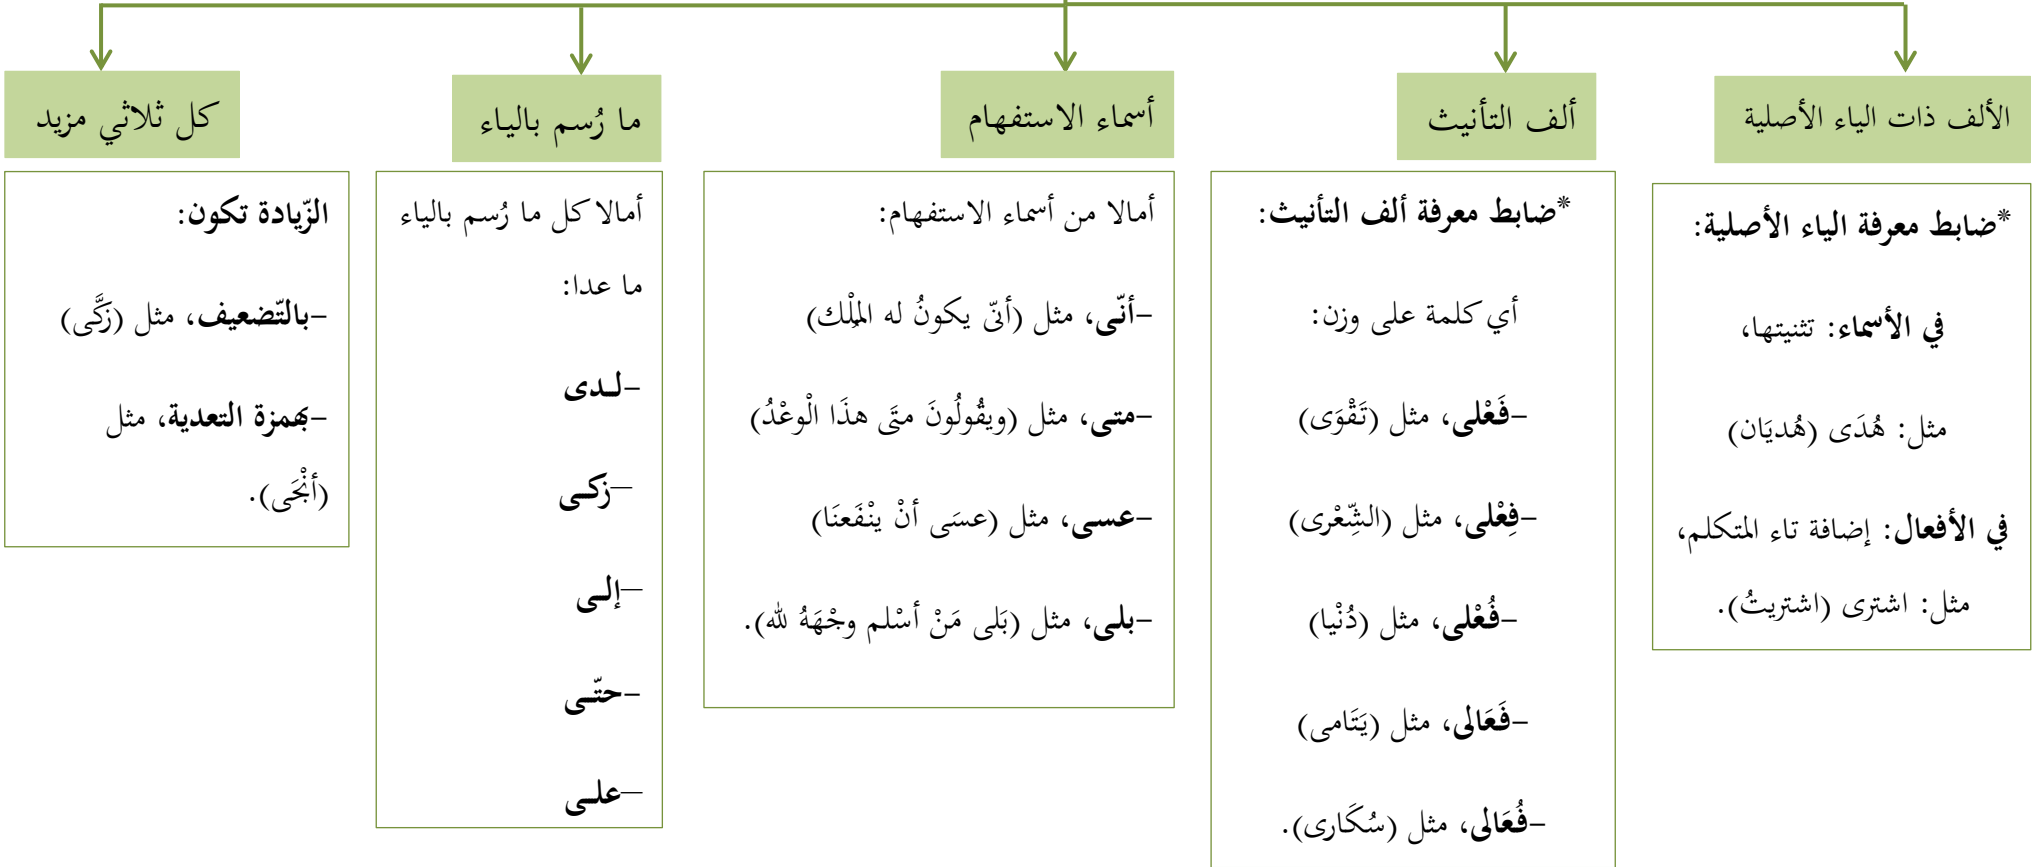 الألف ذات الياء الأصلية
*ضابط معرفة الياء الأصلية:
في الأسماء: تثنيتها،
مثل: هُدَى (هُديَان)
في الأفعال: إضافة تاء المتكلم،
مثل: اشترى (اشتريتُ).
ألف التأنيث
*ضابط معرفة ألف التأنيث:
أي كلمة على وزن:
-فَعْلى، مثل (تَقْوَى)
-فِعْلى، مثل (الشِّعْرى)
-فُعْلى، مثل (دُنْيا)
-فَعَالى، مثل (يَتَامى)
-فُعَالى، مثل (سُكَارى).
أسماء الاستفهام
أمالا من أسماء الاستفهام:
-أنّى، مثل (أنّى يكونُ له الملْك)
-متى، مثل (ويقُولُونَ متَى هذَا الْوعْدُ)
-عسى، مثل (عسَى أنْ ينْفَعنَا)
-بلى، مثل (بَلى مَنْ أسْلم وجْهَهُ لله).
ما رُسم بالياء
أمالا كل ما رُسم بالياء
ما عدا:
-لـدى
–زكـى
–إلـى
-حتّـى
–علـى
كل ثلاثي مزيد
الزّيادة تكون:
-بالتّضعيف، مثل (زَكَّى)
-بهمزة التعدية، مثل
(أنْجَى).